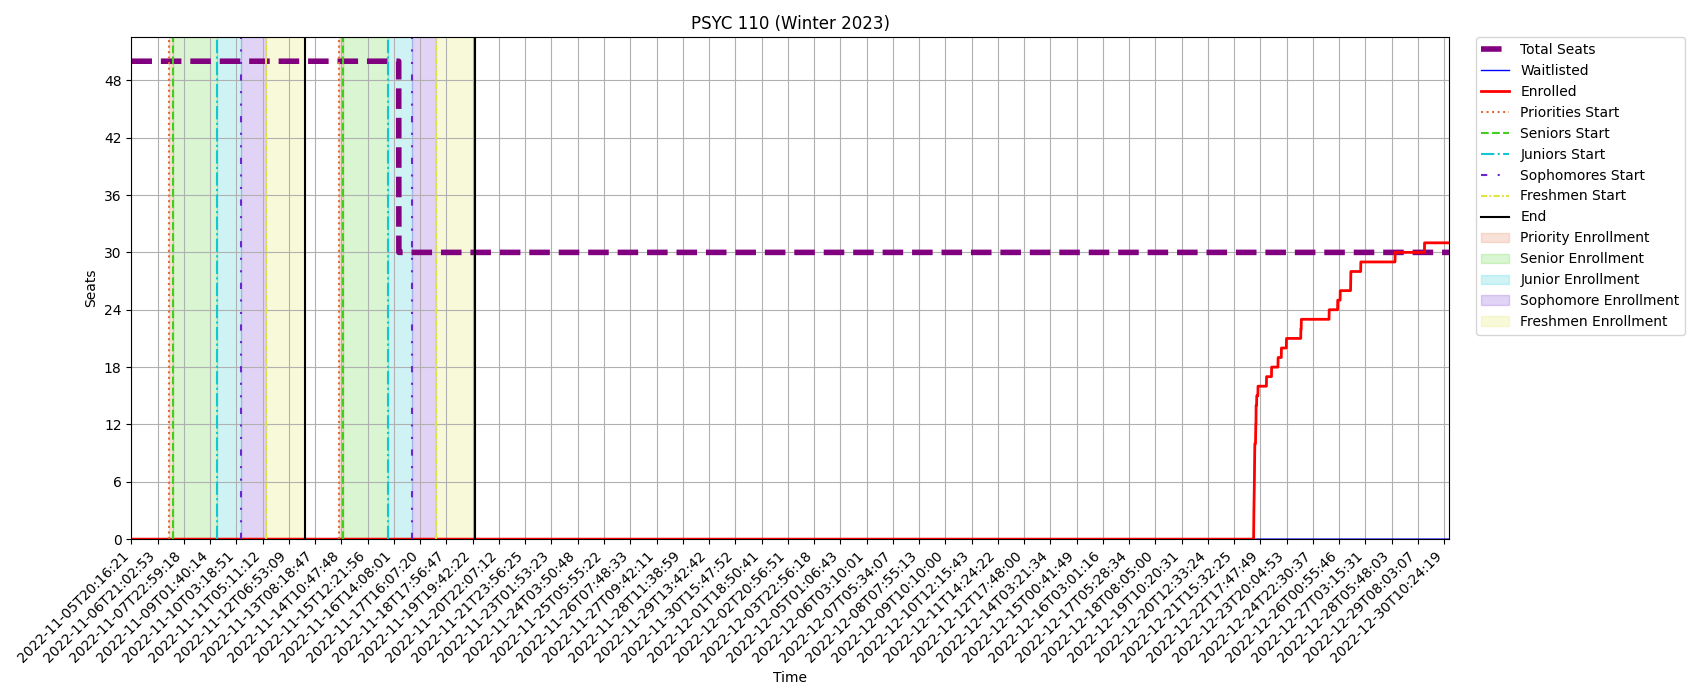 PSYC 110 (Winter 2023)
Seats
48
42
36
30
24
18
12
6
0
2022-11-05T20:16:21
2022-11-06T21:02:53
2022-11-07T22:59:18
2022-11-09T01:40:14
2022-11-10T03:18:51
2022-11-11T05:11:12
2022-11-12T06:53:09
2022-11-13T08:18:47
2022-11-14T10:47:48
2022-11-15T12:21:56
2022-11-16T14:08:01
2022-11-17T16:07:20
2022-11-18T17:56:47
2022-11-19T19:42:22
2022-11-20T22:07:12
2022-11-21T23:56:25
2022-11-23T01:53:23
2022-11-24T03:50:48
2022-11-25T05:55:22
2022-11-26T07:48:33
2022-11-27T09:42:11
2022-11-28T11:38:59
2022-11-29T13:42:42
2022-11-30T15:47:52
2022-12-01T18:50:41
2022-12-02T20:56:51
2022-12-03T22:56:18
2022-12-05T01:06:43
2022-12-06T03:10:01
2022-12-07T05:34:07
2022-12-08T07:55:13
2022-12-09T10:10:00
2022-12-10T12:15:43
2022-12-11T14:24:22
2022-12-12T17:48:00
2022-12-14T03:21:34
2022-12-15T00:41:49
2022-12-16T03:01:16
2022-12-17T05:28:34
2022-12-18T08:05:00
2022-12-19T10:20:31
2022-12-20T12:33:24
2022-12-21T15:32:25
2022-12-22T17:47:49
2022-12-23T20:04:53
2022-12-24T22:30:37
2022-12-26T00:55:46
2022-12-27T03:15:31
2022-12-28T05:48:03
2022-12-29T08:03:07
2022-12-30T10:24:19
Time
Total Seats
Waitlisted
Enrolled
Priorities Start
Seniors Start
Juniors Start
Sophomores Start
Freshmen Start
End
Priority Enrollment
Senior Enrollment
Junior Enrollment
Sophomore Enrollment
Freshmen Enrollment